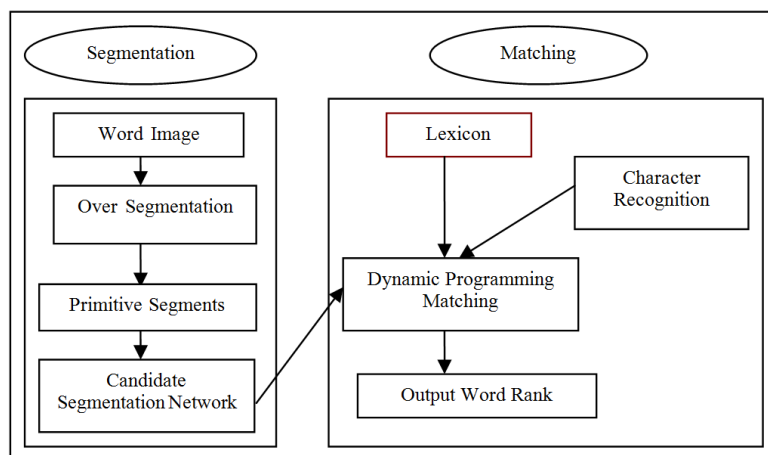 Segmentation
Matching
Word Image
Over Segmentation
Primitive Segments
Candidate
Segmentation Network
Lexicon
Character
Recognition
Dynamic Programming
Matching
Output Word Rank